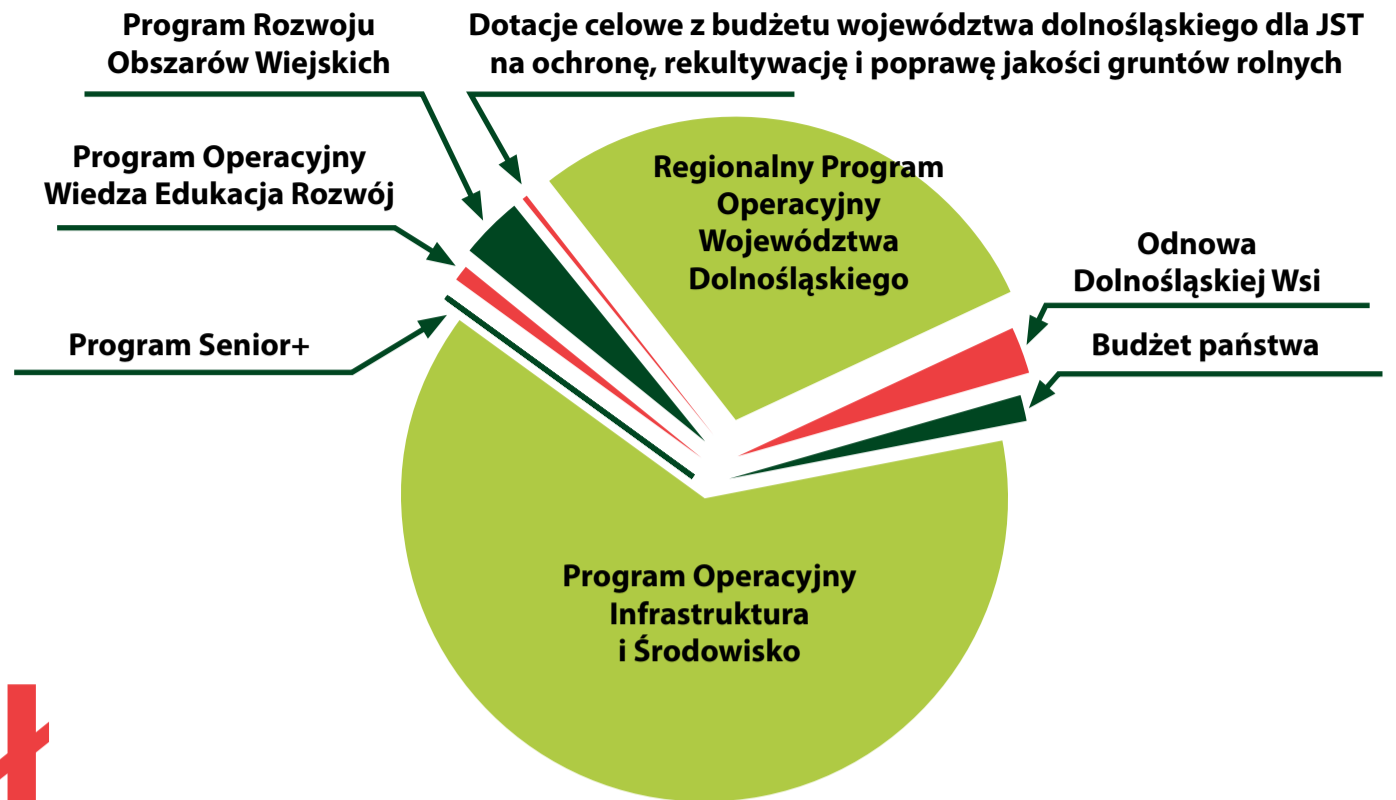 Program Rozwoju
Obszarów Wiejskich
Dotacje celowe z budżetu województwa dolnośląskiego dla JST
na ochronę, rekultywację i poprawę jakości gruntów rolnych
Program Operacyjny
Wiedza Edukacja Rozwój
Regionalny Program
Operacyjny
Województwa
Dolnośląskiego
Odnowa
Dolnośląskiej Wsi
Program Senior+
Budżet państwa
Program Operacyjny
Infrastruktura
i Środowisko
ł